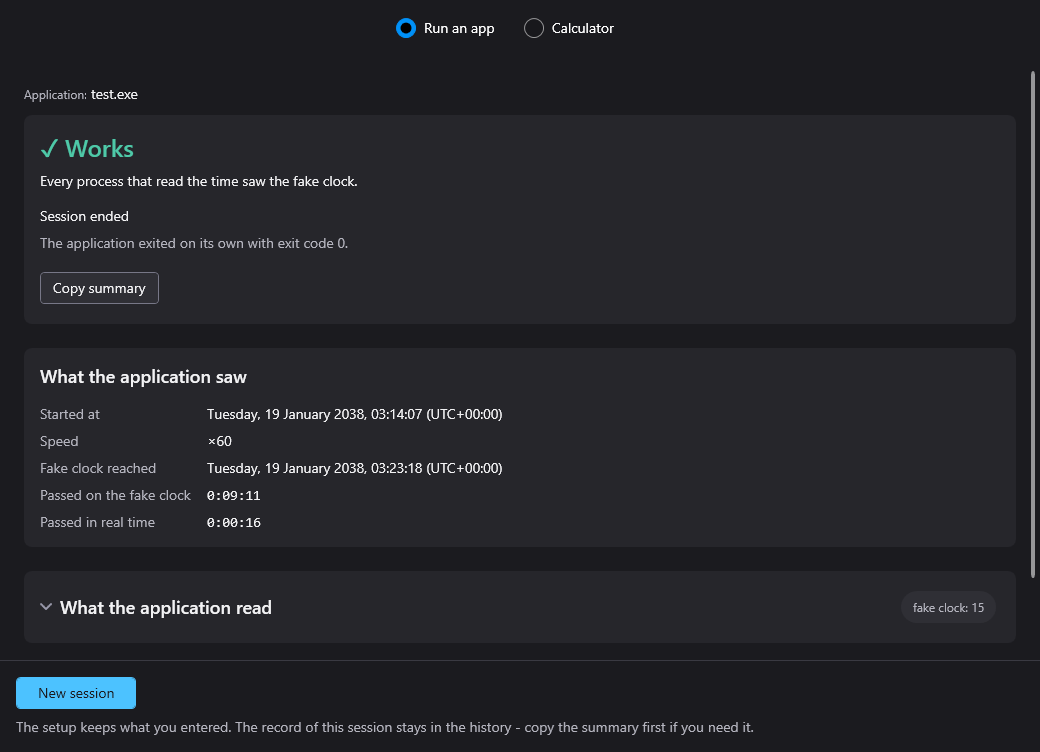 Run an app
Calculator
Application: test.exe
✓ Works
Every process that read the time saw the fake clock.
Session ended
The application exited on its own with exit code 0.
Copy summary
What the application saw
Started at Tuesday, 19 January 2038, 03:14:07 (UTC+00:00)
Speed ×60
Fake clock reached Tuesday, 19 January 2038, 03:23:18 (UTC+00:00)
Passed on the fake clock 0:09:11
Passed in real time 0:00:16
What the application read
fake clock: 15
New session
The setup keeps what you entered. The record of this session stays in the history - copy the summary first if you need it.